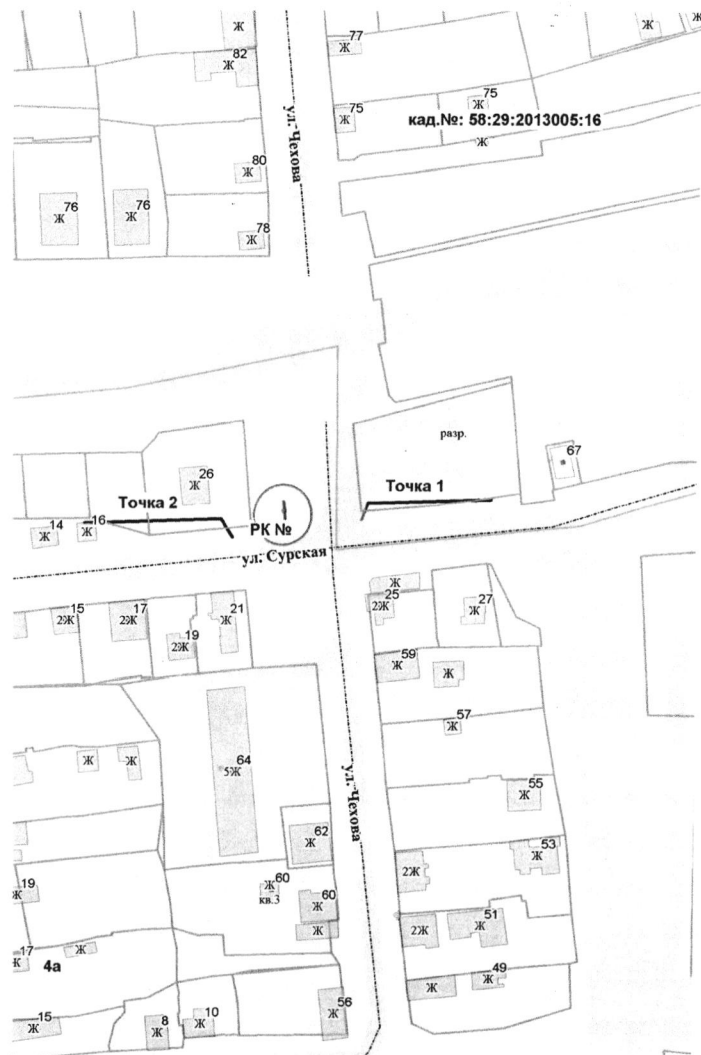 Ж
82
Ж
77
Ж
Ж
ул. Чехова
75
Ж
75
Ж
кад.№: 58:29:2013005:16
Ж
80
Ж
76
Ж
76
Ж
78
Ж
разр.
67
26
Ж
Точка 2
Точка 1
14
Ж
16
Ж
РК №
ул. Сурская
Ж
25
2Ж
27
Ж
15
2Ж
17
2Ж
19
2Ж
21
Ж
59
Ж
Ж
57
Ж
Ж
Ж
64
5Ж
ул. Чехова
55
Ж
62
Ж
53
Ж
2Ж
19
Ж
60
Ж
кв.3
60
Ж
Ж
51
Ж
2Ж
17
Ж
4а
Ж
49
Ж
Ж
15
Ж
8
Ж
10
Ж
56
Ж